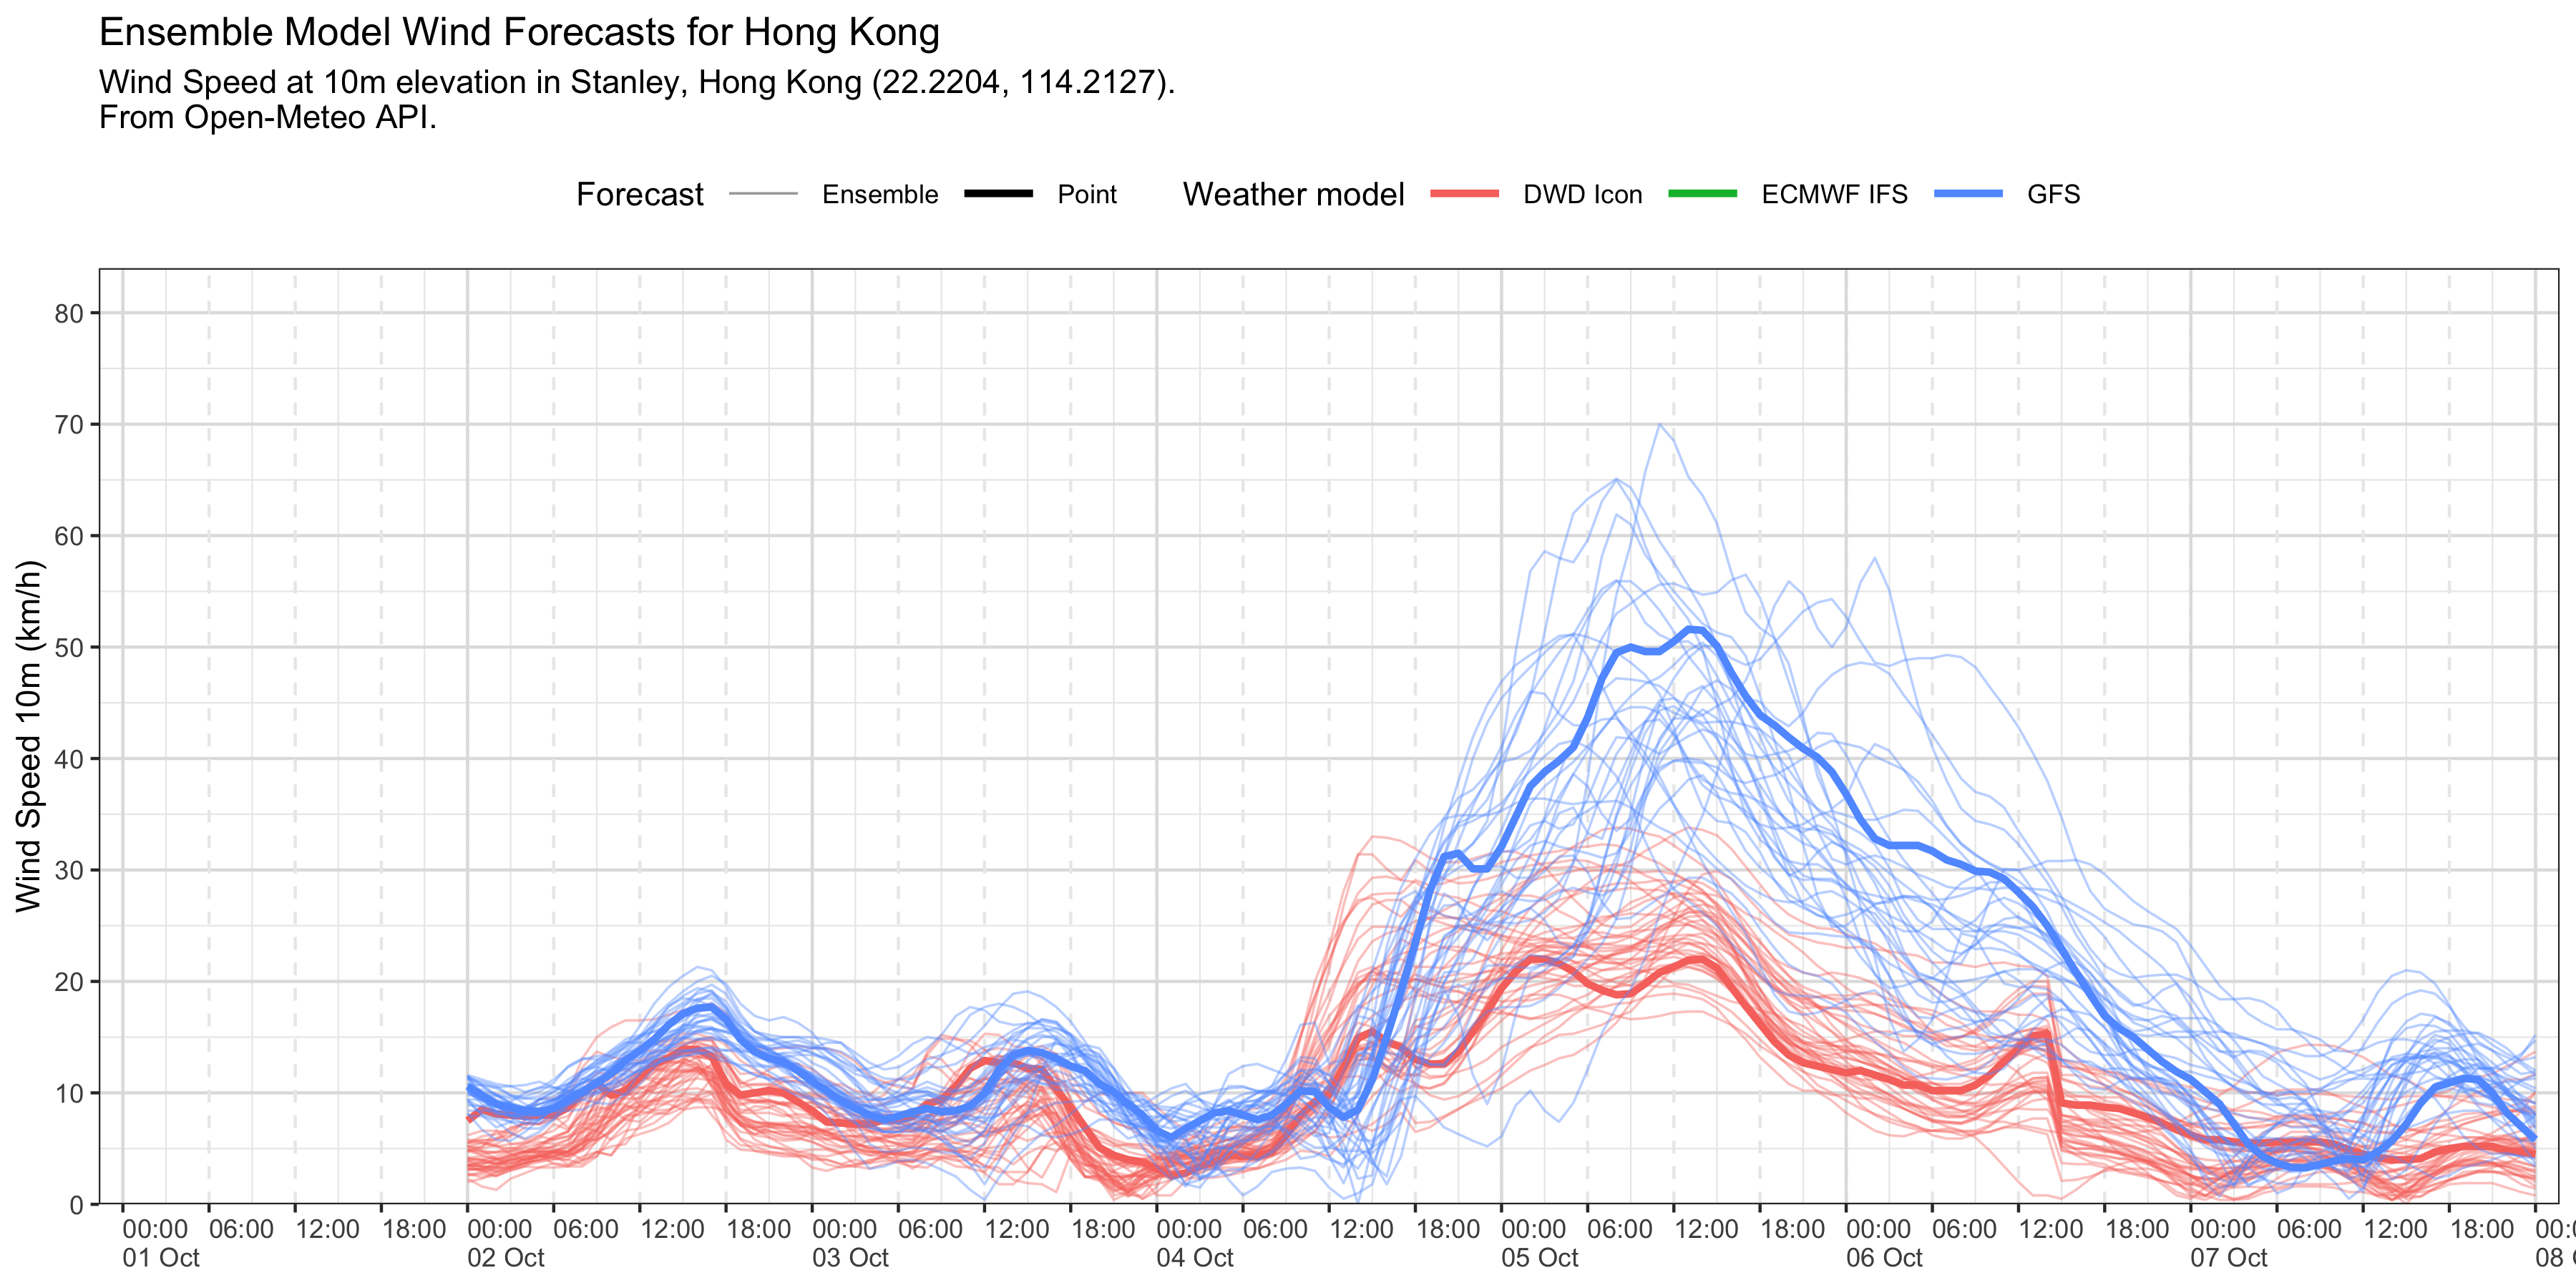 Ensemble Model Wind Forecasts for Hong Kong
Wind Speed at 10m elevation in Stanley, Hong Kong (22.2204, 114.2127).
From Open-Meteo API.
Forecast Ensemble Point Weather model DWD Icon ECMWF IFS GFS
Wind Speed 10m (km/h)
80
70
60
50
40
30
20
10
0
00:00 06:00 12:00 18:00 00:00 06:00 12:00 18:00 00:00 06:00 12:00 18:00 00:00 06:00 12:00 18:00 00:00 06:00 12:00 18:00 00:00 06:00 12:00 18:00 00:00 06:00 12:00 18:00
01 Oct 02 Oct 03 Oct 04 Oct 05 Oct 06 Oct 07 Oct 08